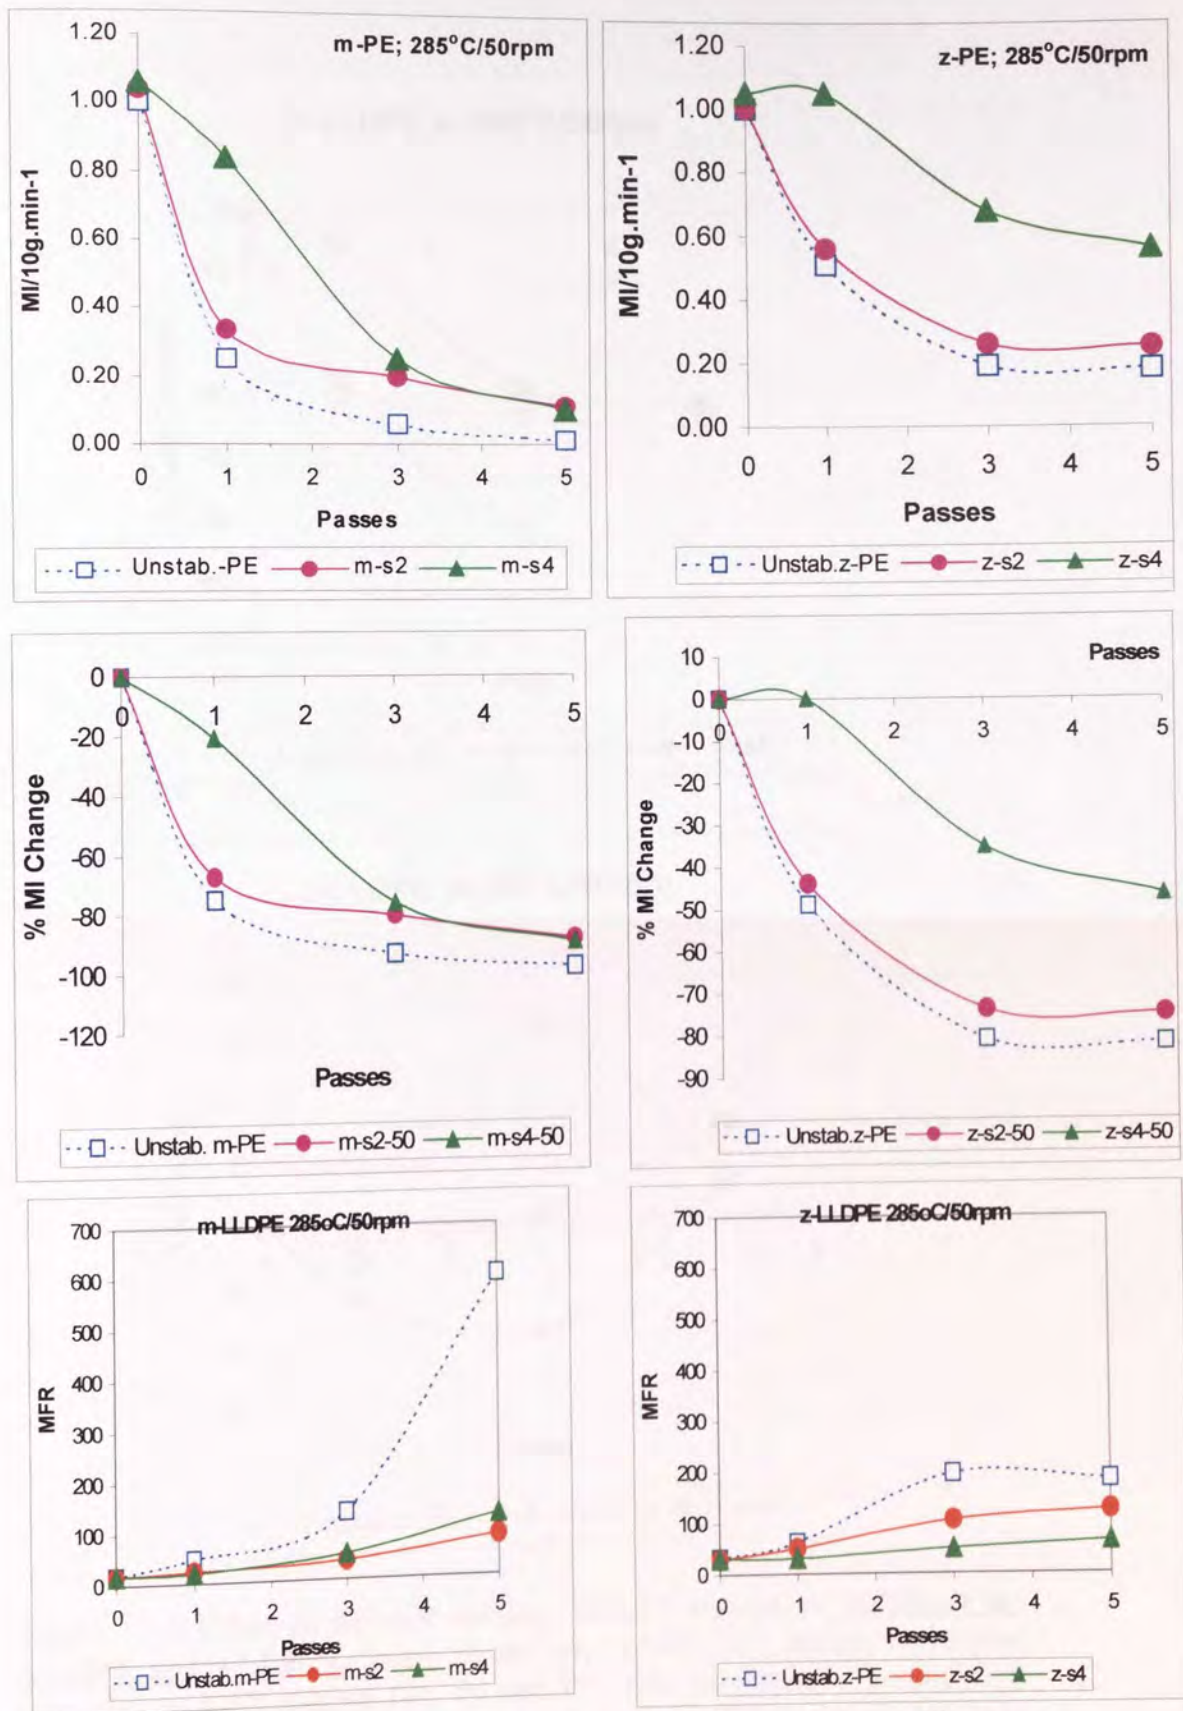 m-PE; 285°C/50rpm
1.20
1.00
0.80
0.60
0.40
0.20
0.00
MI/10g.min-1
0 1 2 3 4 5
Passes
Unstab.-PE m-s2 m-s4
z-PE; 285°C/50rpm
1.20
1.00
0.80
0.60
0.40
0.20
0.00
MI/10g.min-1
0 1 2 3 4 5
Passes
Unstab.z-PE z-s2 z-s4
0
-20
-40
-60
-80
-100
-120
% MI Change
0 1 2 3 4 5
Passes
Unstab. m-PE m-s2-50 m-s4-50
Passes
10
0
-10
-20
-30
-40
-50
-60
-70
-80
-90
% MI Change
0 1 2 3 4 5
Unstab.z-PE z-s2-50 z-s4-50
m-LLDPE 285oC/50rpm
700
600
500
400
300
200
100
0
MFR
0 1 2 3 4 5
Passes
Unstab.m-PE m-s2 m-s4
z-LLDPE 285oC/50rpm
700
600
500
400
300
200
100
0
MFR
0 1 2 3 4 5
Passes
Unstab.z-PE z-s2 z-s4